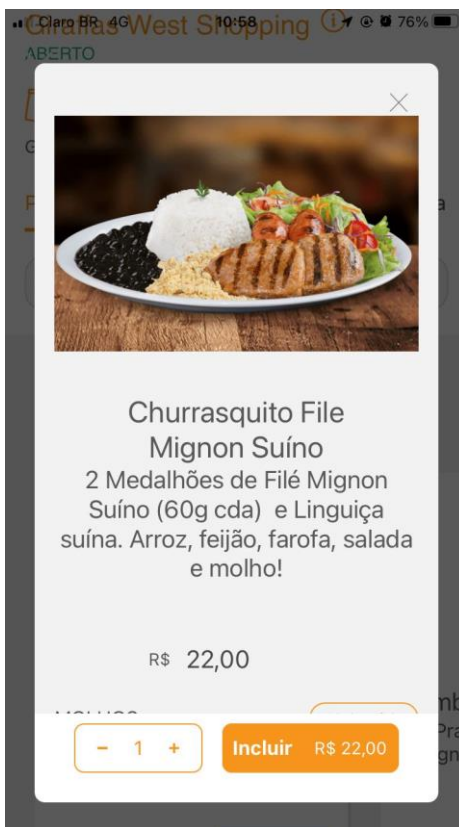 Claro BR 4G 10:58 76%
Giraffas West Shopping
ABERTO
Churrasquito File
Mignon Suíno
2 Medalhões de Filé Mignon
Suíno (60g cda) e Linguiça
suína. Arroz, feijão, farofa, salada
e molho!
R$ 22,00
- 1 +
Incluir R$ 22,00